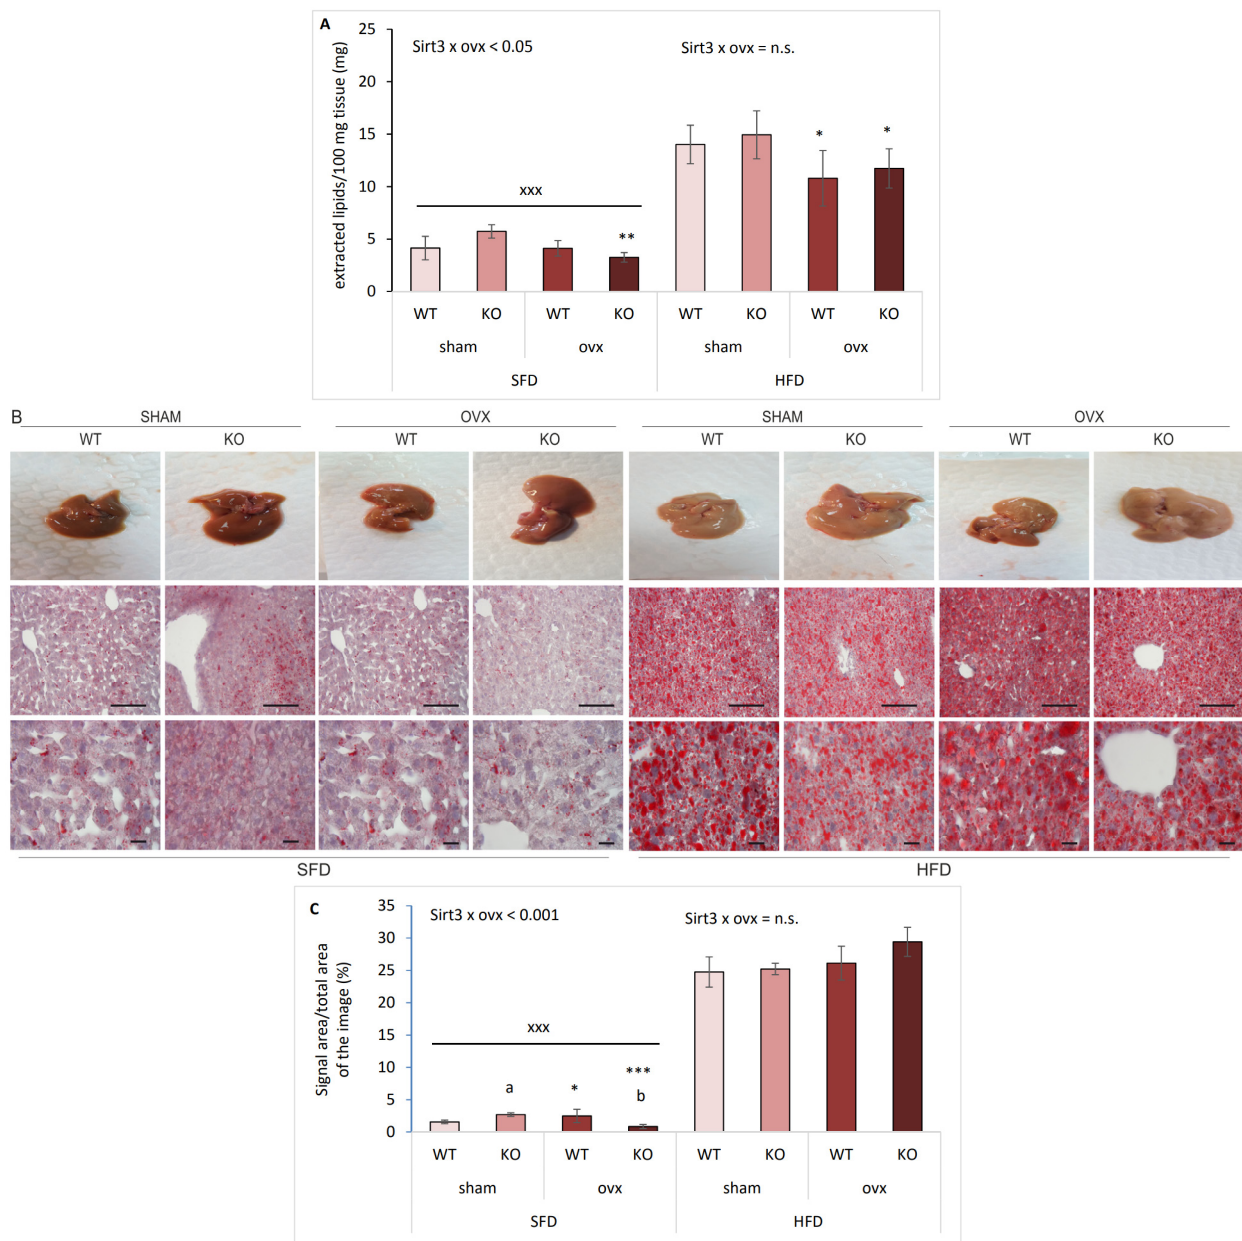 A
25
20
15
10
5
0
extracted lipids/100 mg tissue (mg)
Sirt3 x ovx < 0.05
Sirt3 x ovx = n.s.
xxx
**
*
*
WT KO WT KO WT KO WT KO
sham ovx sham ovx
SFD HFD
B
SHAM OVX SHAM OVX
WT KO WT KO WT KO WT KO
SFD HFD
C
35
30
25
20
15
10
5
0
Signal area/total area
of the image (%)
Sirt3 x ovx < 0.001
Sirt3 x ovx = n.s.
xxx
a
*
***
b
WT KO WT KO WT KO WT KO
sham ovx sham ovx
SFD HFD